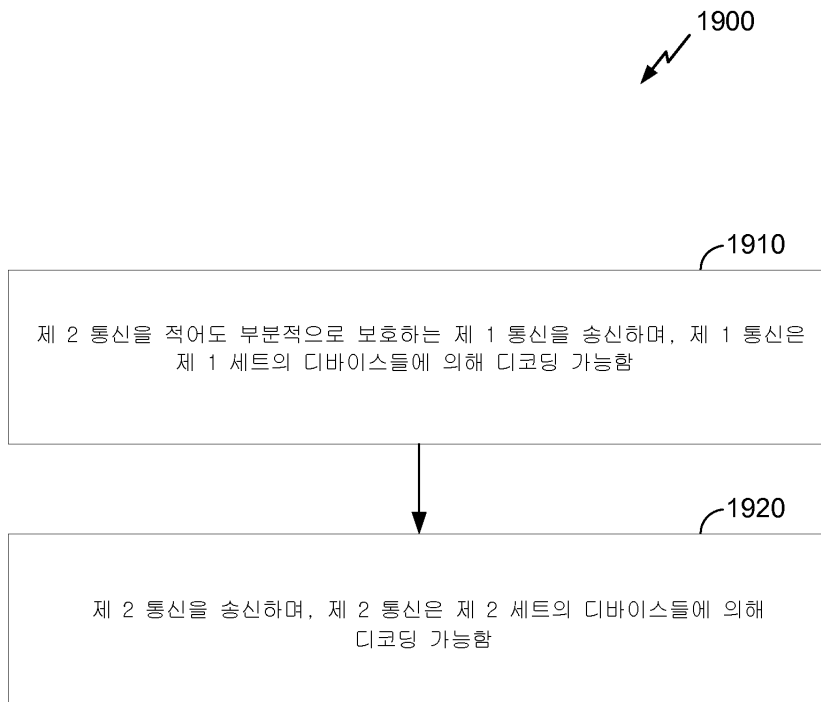 1900
1910
제 2 통신을 적어도 부분적으로 보호하는 제 1 통신을 송신하며, 제 1 통신은
제 1 세트의 디바이스들에 의해 디코딩 가능함
1920
제 2 통신을 송신하며, 제 2 통신은 제 2 세트의 디바이스들에 의해
디코딩 가능함